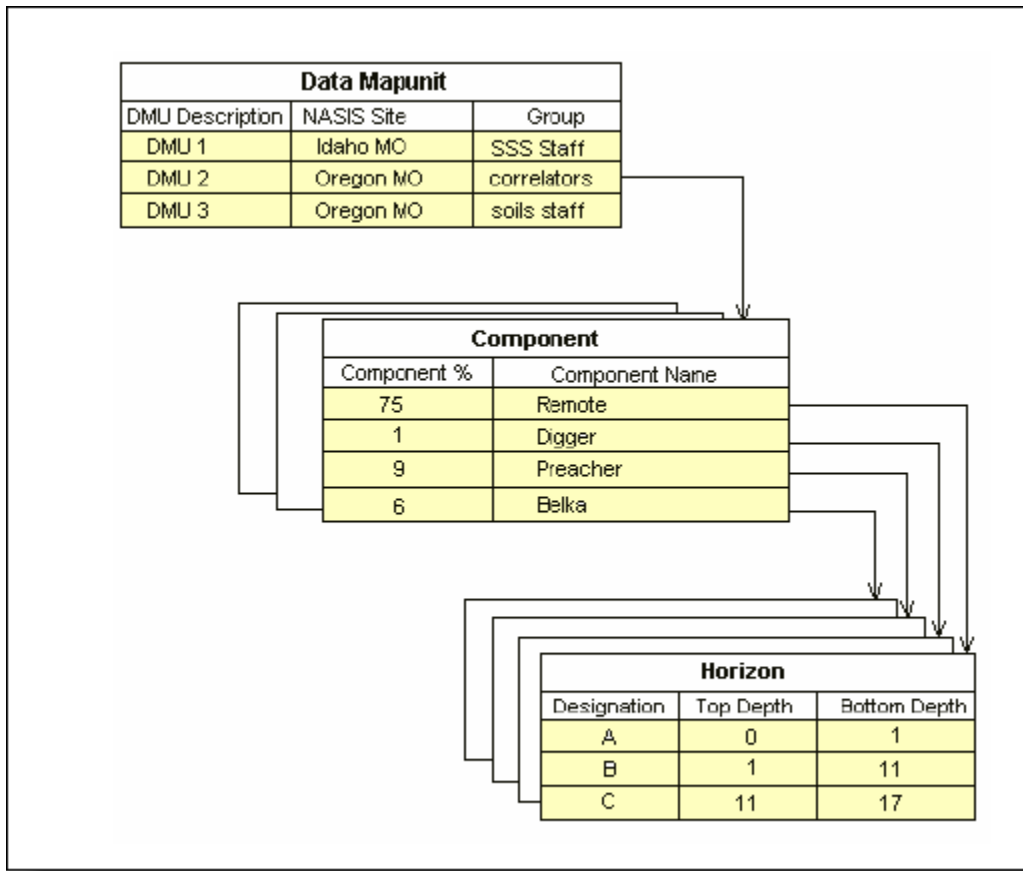 Data Mapunit
DMU Description NASIS Site Group
DMU 1 Idaho MO SSS Staff
DMU 2 Oregon MO correlators
DMU 3 Oregon MO soils staff
Component
Component % Component Name
75 Remote
1 Digger
9 Preacher
6 Belka
Horizon
Designation Top Depth Bottom Depth
A 0 1
B 1 11
C 11 17